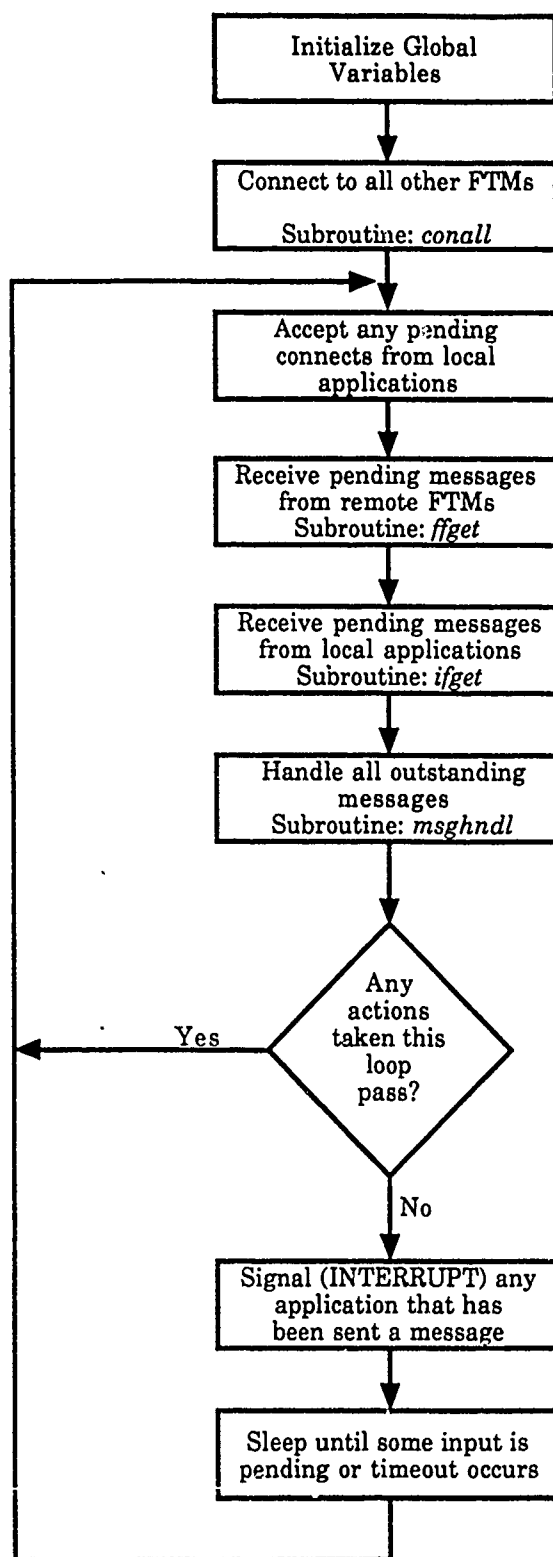 Initialize Global
Variables
Connect to all other FTMs
Subroutine: conall
Accept any pending
connects from local
applications
Receive pending messages
from remote FTMs
Subroutine: ffget
Receive pending messages
from local applications
Subroutine: ifget
Handle all outstanding
messages
Subroutine: msghndl
Any
actions
taken this
loop
pass?
Yes
No
Signal (INTERRUPT) any
application that has
been sent a message
Sleep until some input is
pending or timeout occurs